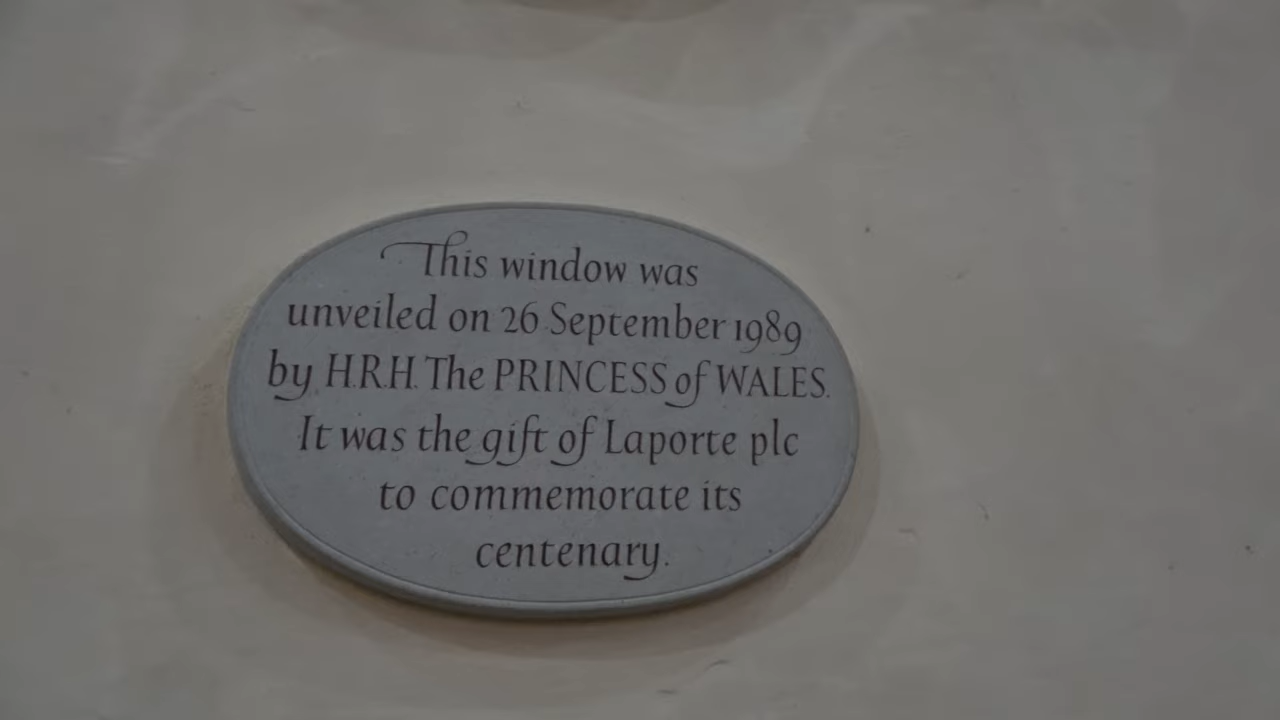 This window was
unveiled on 26 September 1989
by H.R.H. The PRINCESS of WALES.
It was the gift of Laporte plc
to commemorate its
centenary.